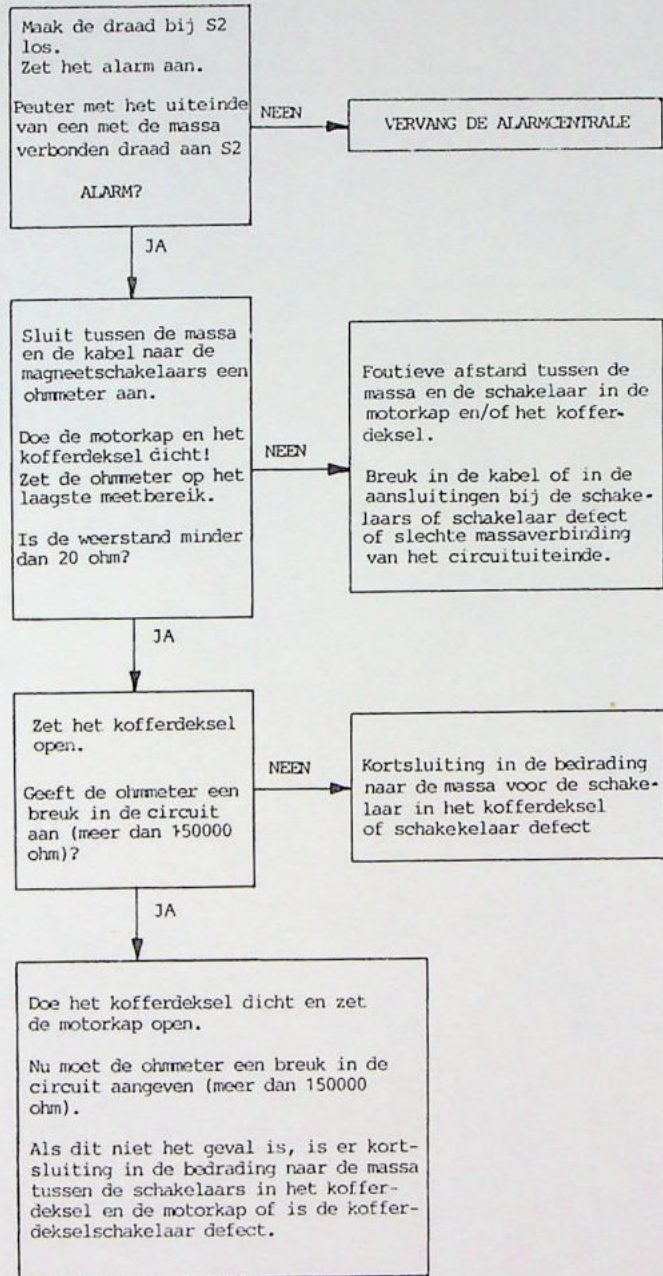 Maak de draad bij S2
los.
Zet het alarm aan.
Peuter met het uiteinde
van een met de massa
verbonden draad aan S2
ALARM?
NEEN
VERVANG DE ALARMCENTRALE
JA
Sluit tussen de massa
en de kabel naar de
magneetschakelaars een
ohmmeter aan.
Doe de motorkap en het
kofferdeksel dicht!
Zet de ohmmeter op het
laagste meetbereik.
Is de weerstand minder
dan 20 ohm?
NEEN
Foutieve afstand tussen de
massa en de schakelaar in de
motorkap en/of het koffer-
deksel.
Breuk in de kabel of in de
aansluitingen bij de schake-
laars of schakelaar defect
of slechte massaverbinding
van het circuituiteinde.
JA
Zet het kofferdeksel
open.
Geeft de ohmmeter een
breuk in de circuit
aan (meer dan 150000
ohm)?
NEEN
Kortsluiting in de bedrading
naar de massa voor de schake-
laar in het kofferdeksel
of schakekelaar defect
JA
Doe het kofferdeksel dicht en zet
de motorkap open.
Nu moet de ohmmeter een breuk in de
circuit aangeven (meer dan 150000
ohm).
Als dit niet het geval is, is er kort-
sluiting in de bedrading naar de massa
tussen de schakelaars in het koffer-
deksel en de motorkap of is de koffer-
dekselschakelaar defect.